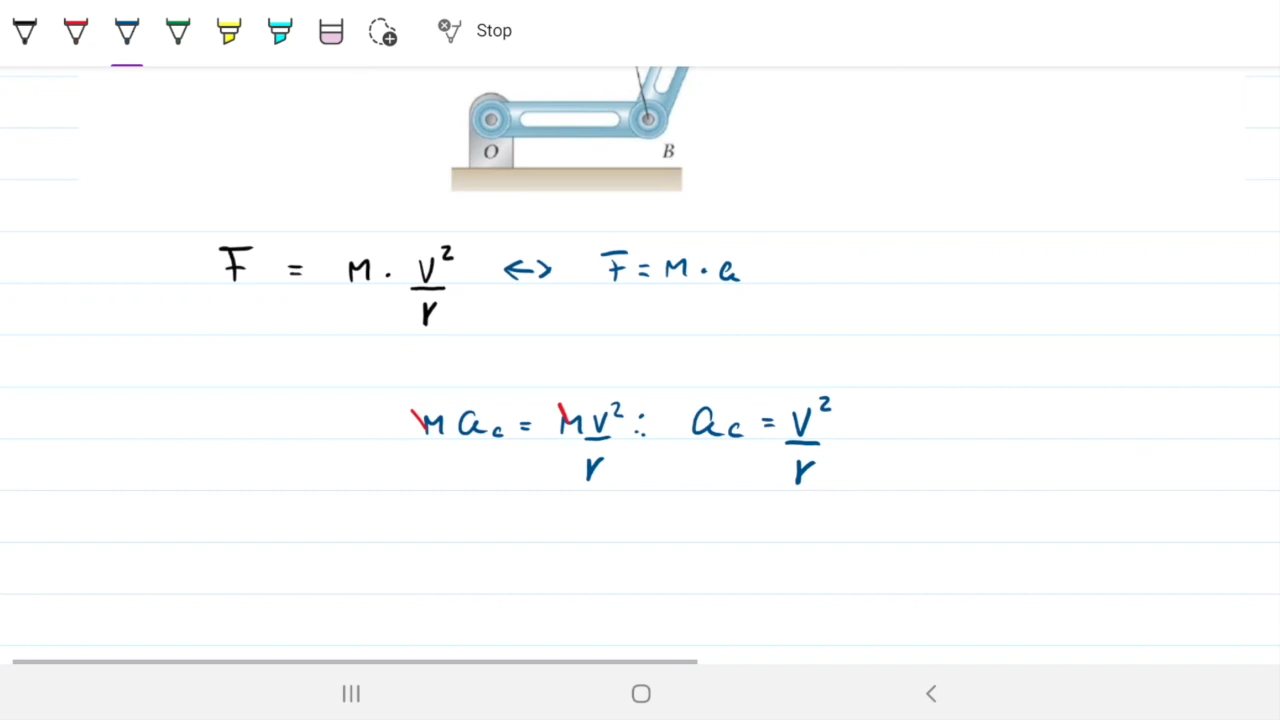 Stop
O
B
F = M · v²/r ↔ F = M · a
M a_c = M v²/r ∴ a_c = v²/r